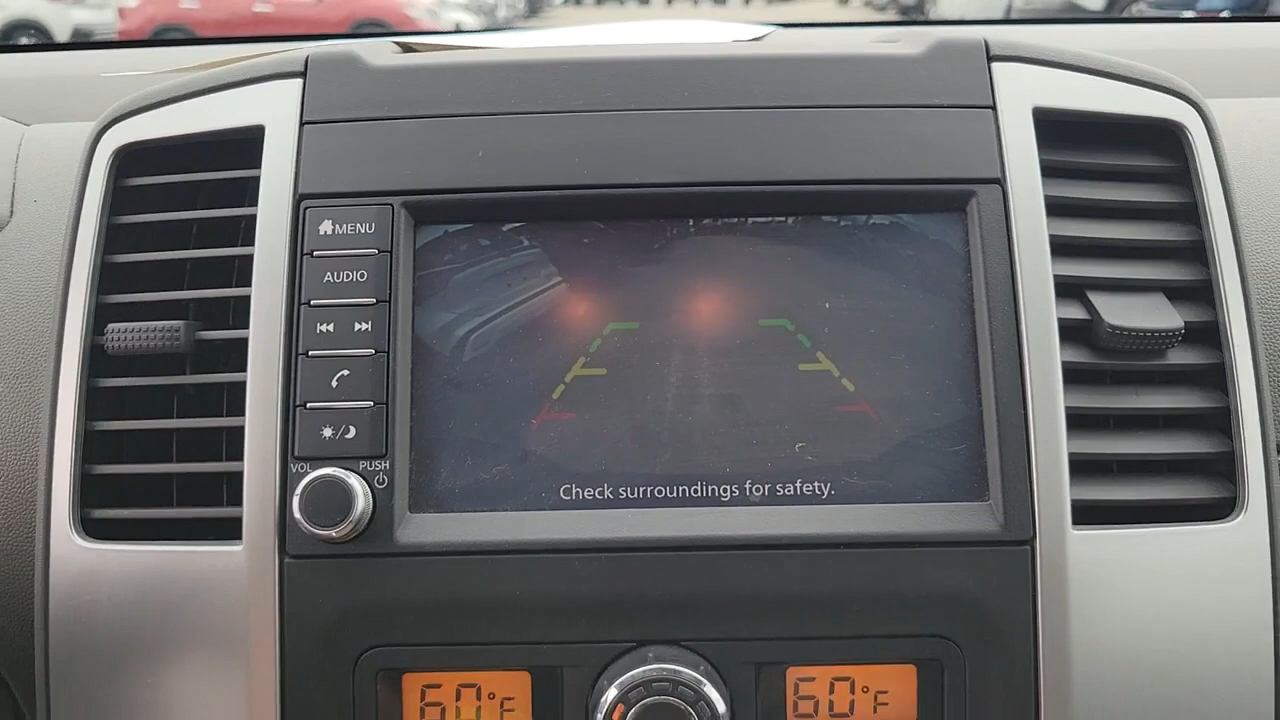 MENU
AUDIO
VOL
PUSH
Check surroundings for safety.
60°F
60°F